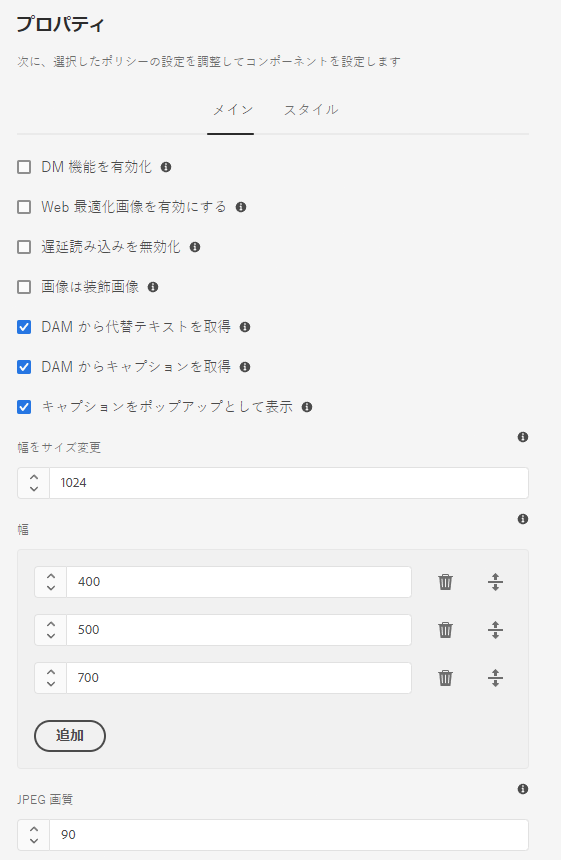 プロパティ
次に、選択したポリシーの設定を調整してコンポーネントを設定します
メイン スタイル
DM 機能を有効化
Web 最適化画像を有効にする
遅延読み込みを無効化
画像は装飾画像
DAM から代替テキストを取得
DAM からキャプションを取得
キャプションをポップアップとして表示
幅をサイズ変更
1024
幅
400
500
700
追加
JPEG 画質
90